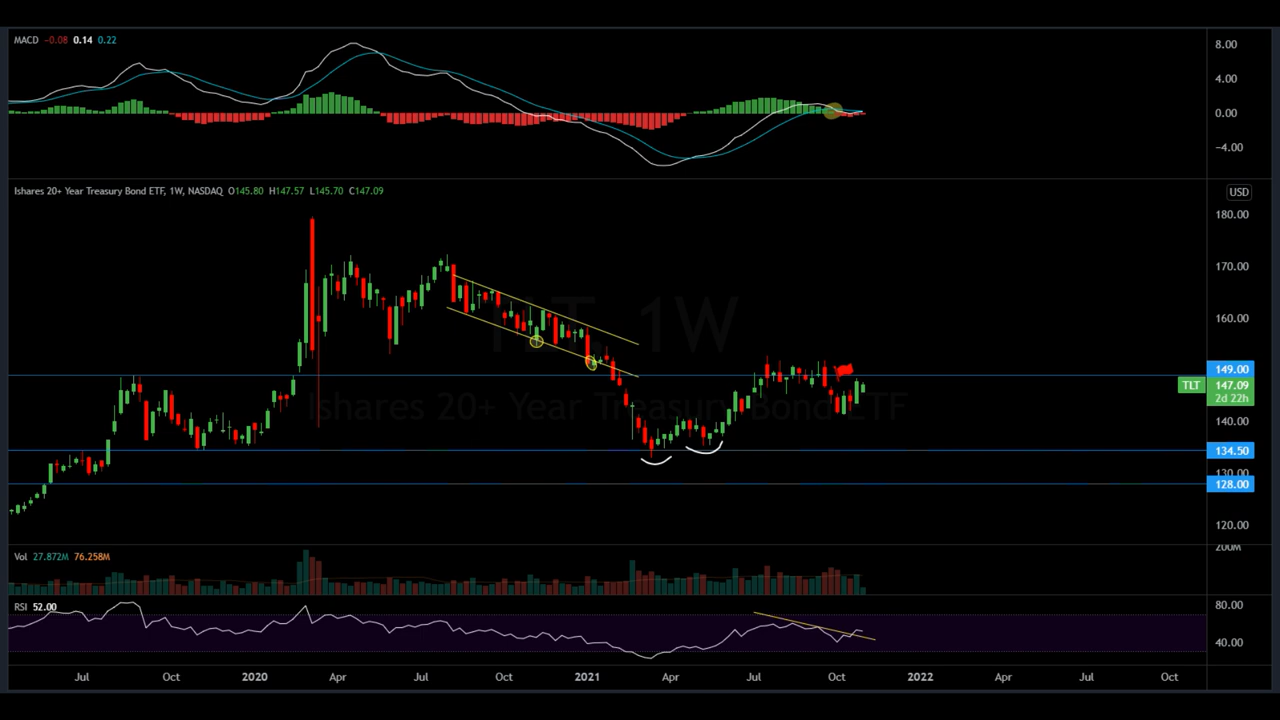 MACD -0.08 0.14 0.22
8.00
4.00
0.00
-4.00
Ishares 20+ Year Treasury Bond ETF, 1W, NASDAQ O145.80 H147.57 L145.70 C147.09
USD
180.00
170.00
160.00
TLT, 1W
149.00
TLT 147.09
2d 22h
Ishares 20+ Year Treasury Bond ETF
140.00
134.50
130.00
128.00
120.00
Vol 27.872M 76.258M
200M
RSI 52.00
80.00
40.00
Jul Oct 2020 Apr Jul Oct 2021 Apr Jul Oct 2022 Apr Jul Oct